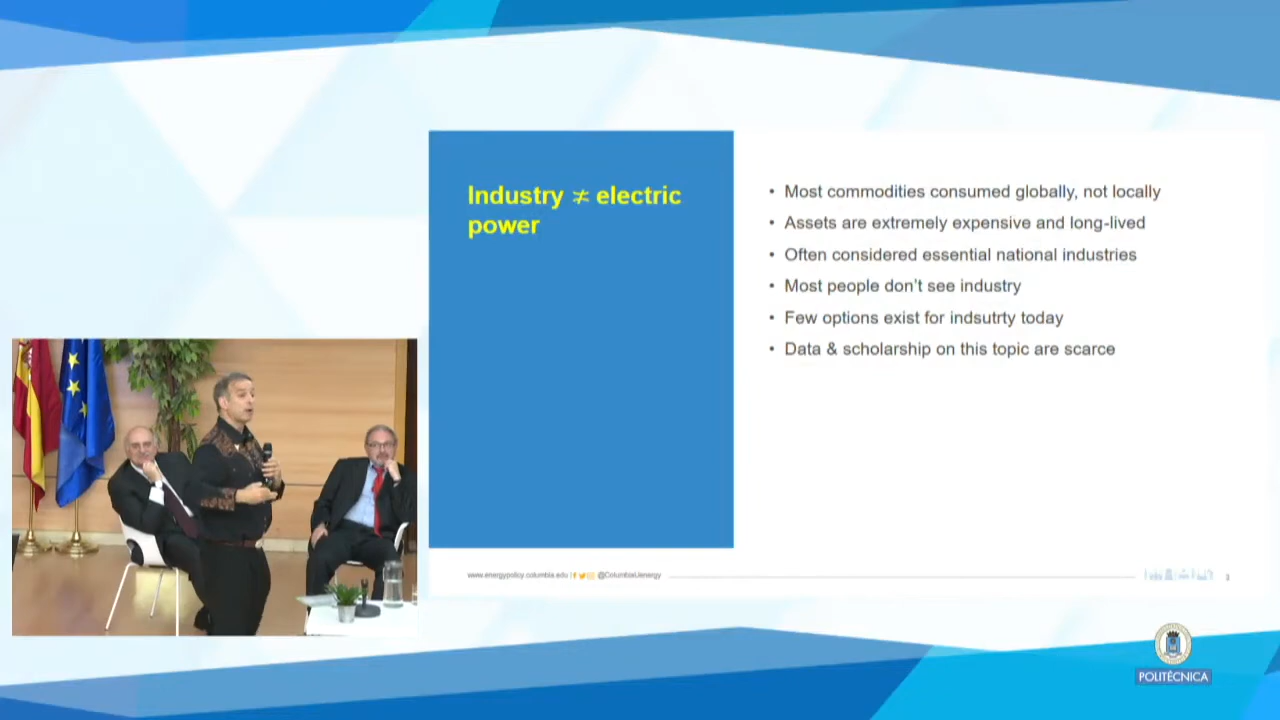 Industry ≠ electric
power
• Most commodities consumed globally, not locally
• Assets are extremely expensive and long-lived
• Often considered essential national industries
• Most people don't see industry
• Few options exist for indsutrty today
• Data & scholarship on this topic are scarce
www.energypolicy.columbia.edu | @ColumbiaUenergy
3
POLITÉCNICA